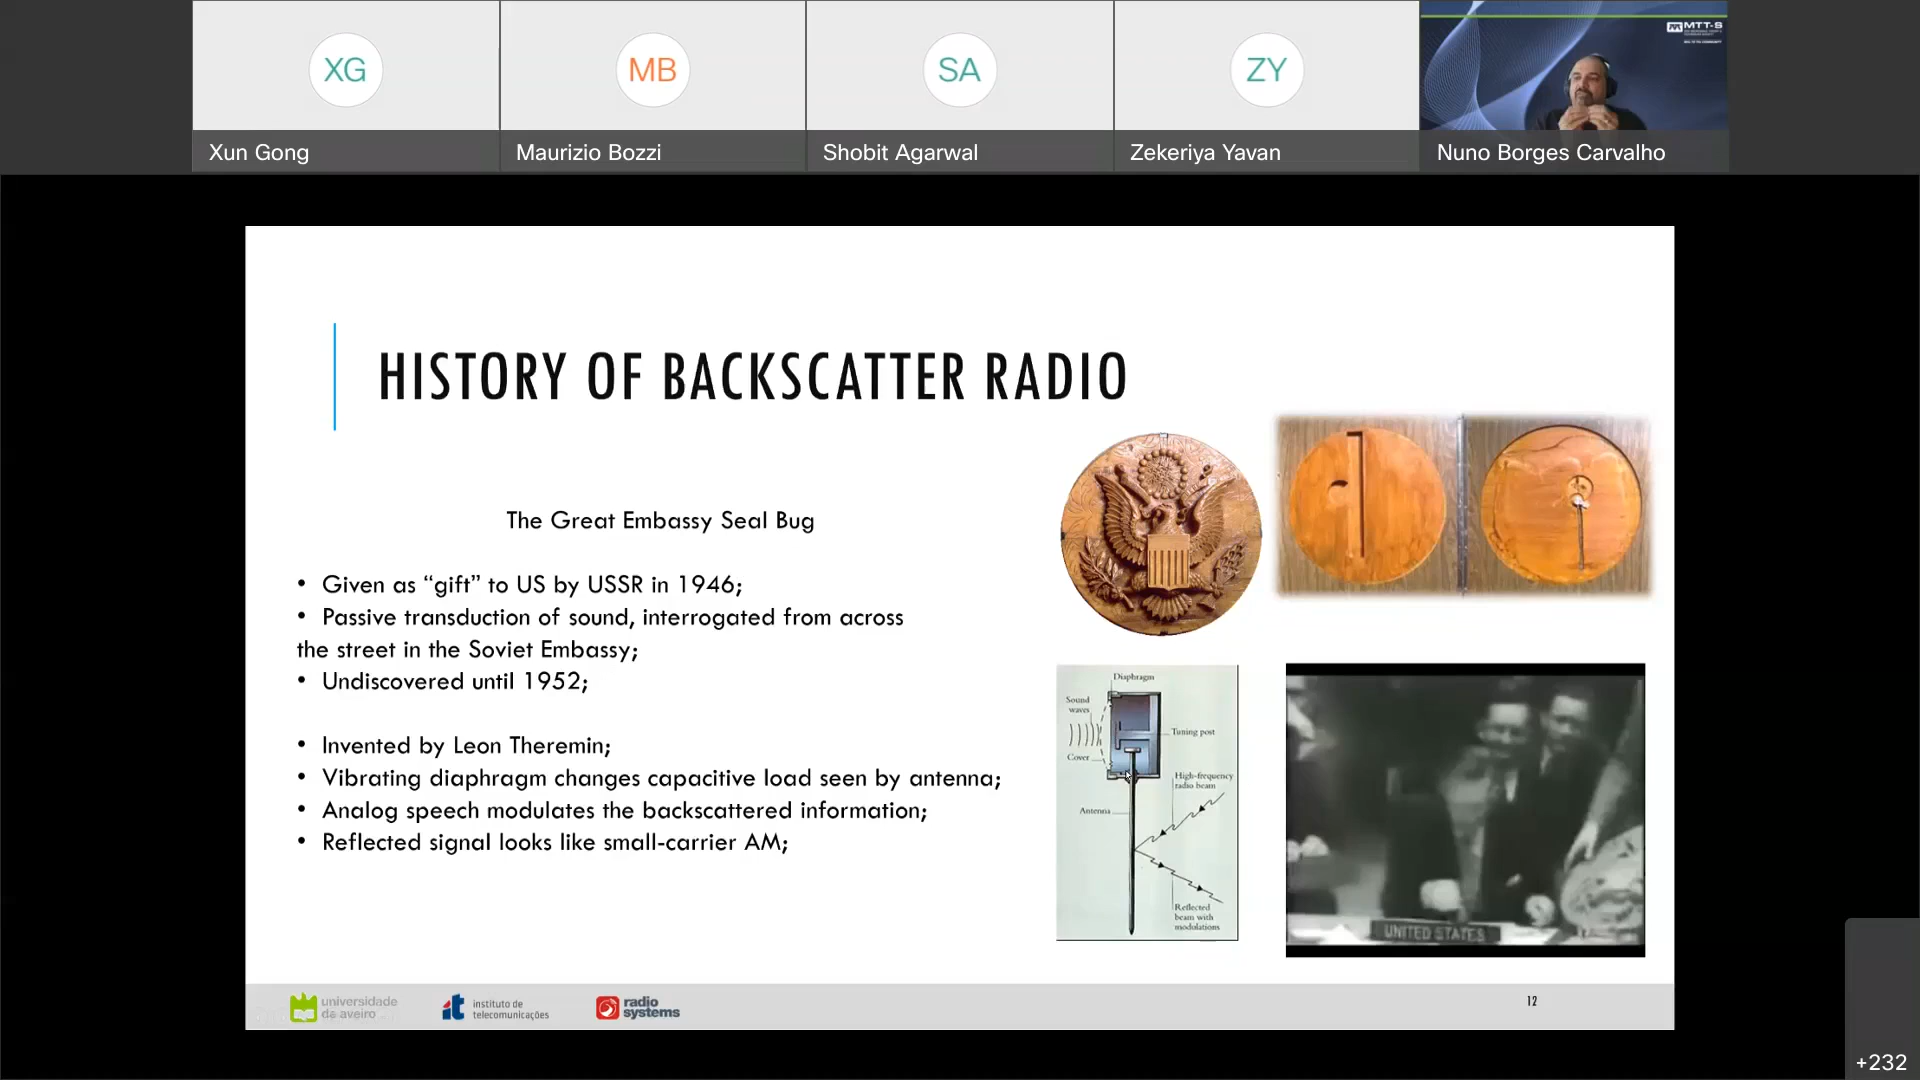 XG
MB
SA
ZY
MTT-S
Xun Gong
Maurizio Bozzi
Shobit Agarwal
Zekeriya Yavan
Nuno Borges Carvalho
HISTORY OF BACKSCATTER RADIO
The Great Embassy Seal Bug
• Given as “gift” to US by USSR in 1946;
• Passive transduction of sound, interrogated from across
the street in the Soviet Embassy;
• Undiscovered until 1952;
• Invented by Leon Theremin;
• Vibrating diaphragm changes capacitive load seen by antenna;
• Analog speech modulates the backscattered information;
• Reflected signal looks like small-carrier AM;
Diaphragm
Sound
waves
Tuning post
Cover
High-frequency
radio beam
Antenna
Reflected
beam with
modulations
UNITED STATES
universidade
de aveiro
instituto de
telecomunicações
radio
systems
12
+232